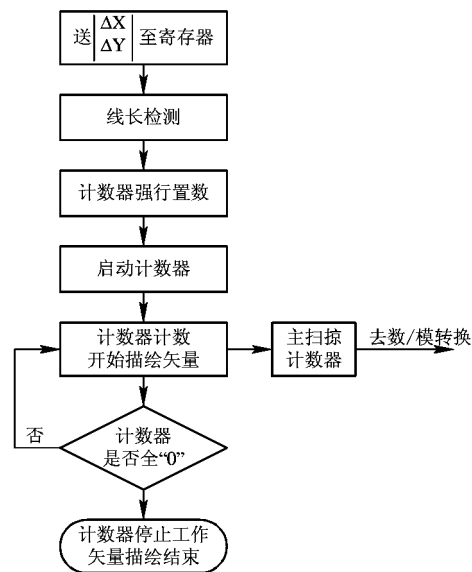 送|ΔX ΔY|至寄存器
线长检测
计数器强行置数
启动计数器
计数器计数
开始描绘矢量
主扫掠
计数器
去数/模转换
否
计数器
是否全“0”
计数器停止工作
矢量描绘结束